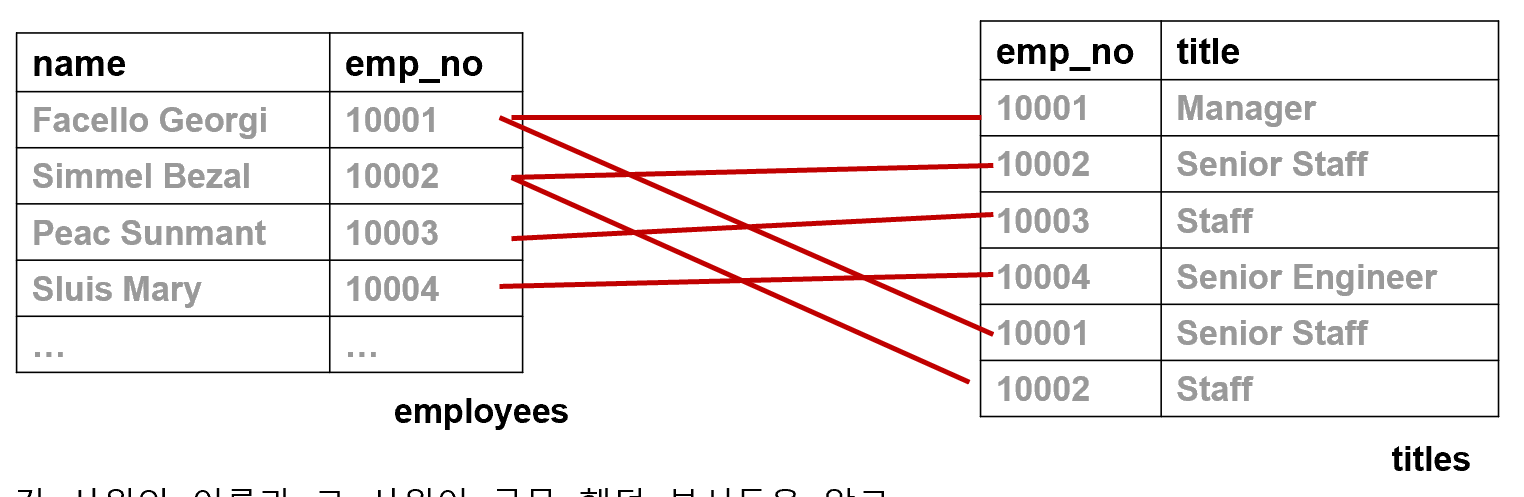 name emp_no
Facello Georgi 10001
Simmel Bezal 10002
Peac Sunmant 10003
Sluis Mary 10004
... ...
employees
emp_no title
10001 Manager
10002 Senior Staff
10003 Staff
10004 Senior Engineer
10001 Senior Staff
10002 Staff
titles